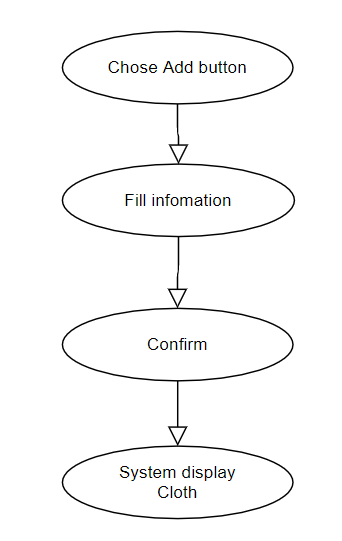 Chose Add button
Fill infomation
Confirm
System display
Cloth